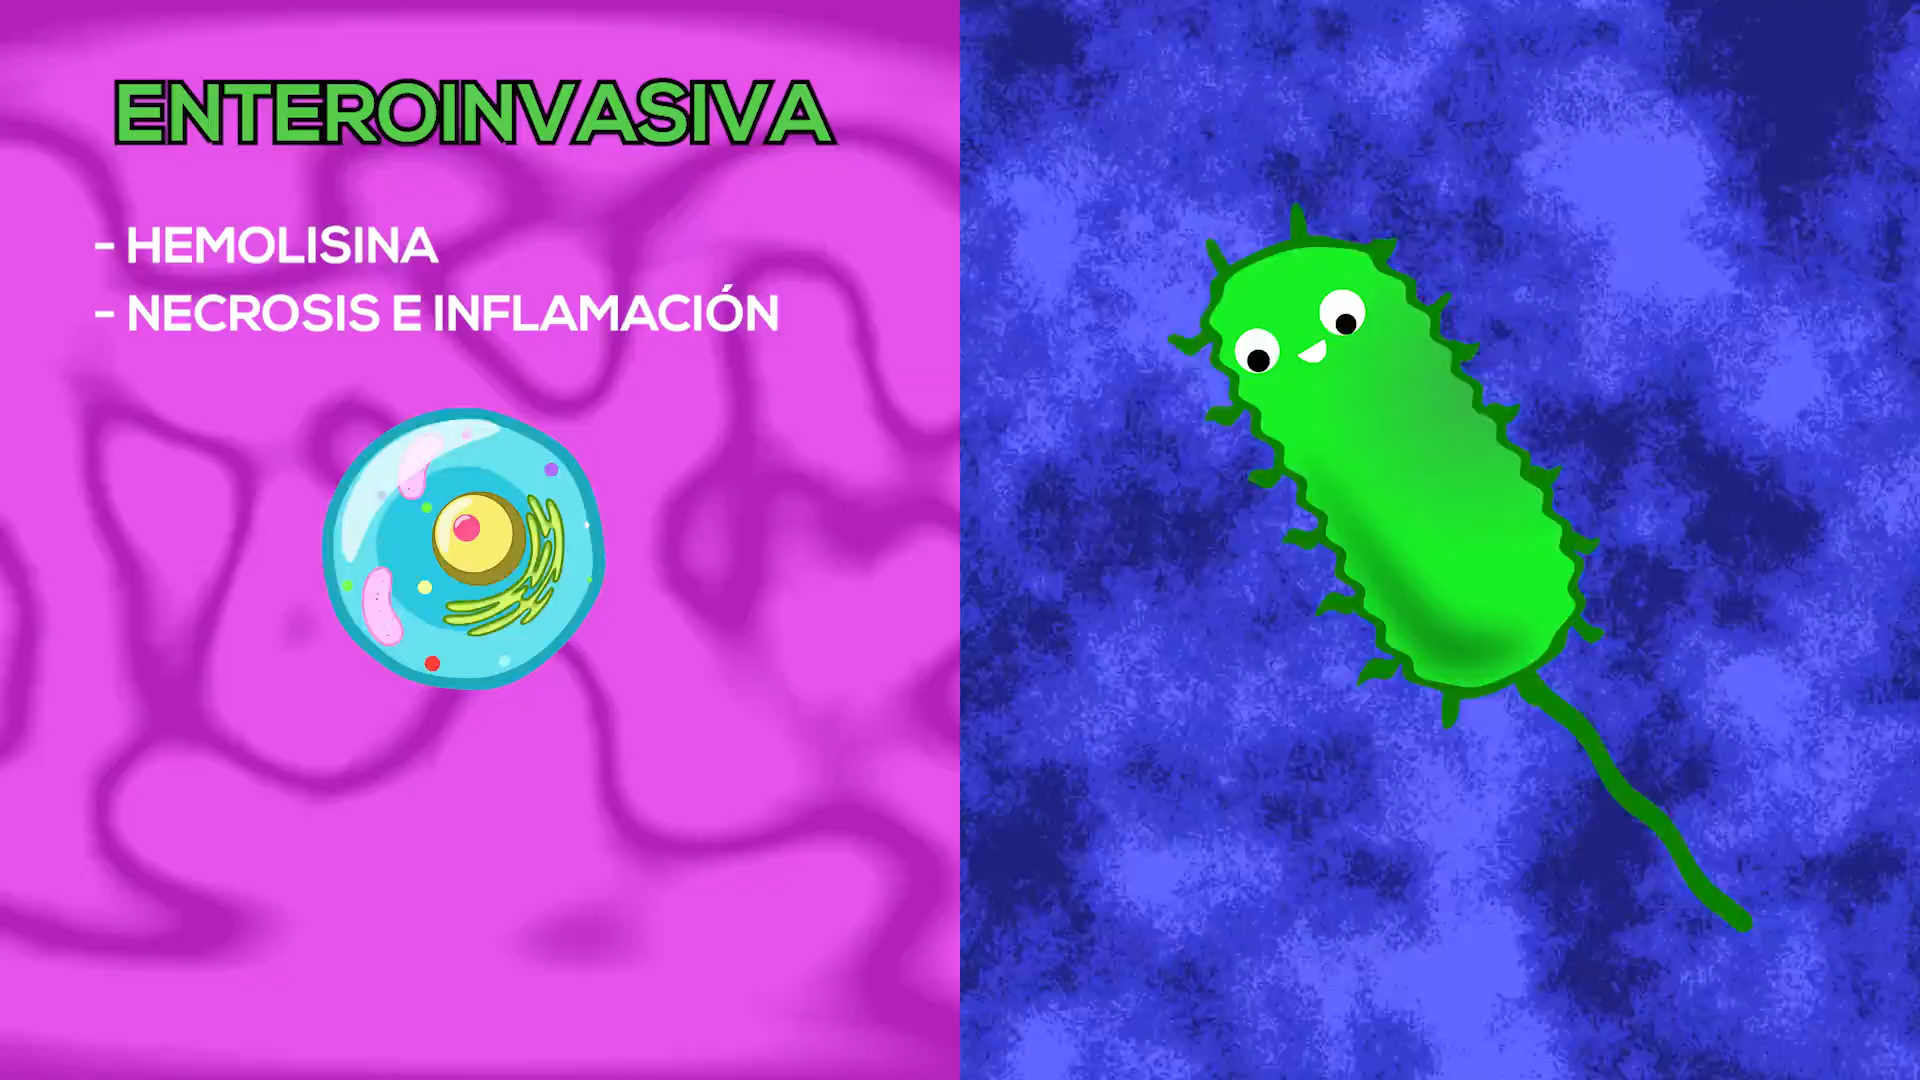 ENTEROINVASIVA
- HEMOLISINA
- NECROSIS E INFLAMACIÓN